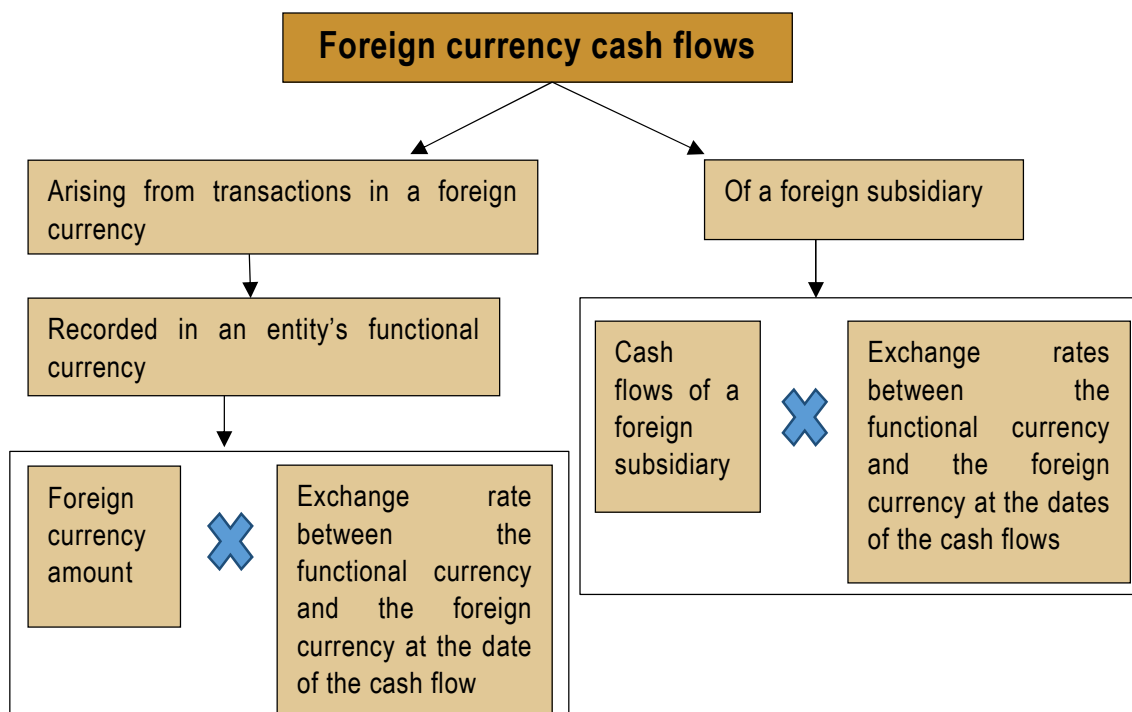 Foreign currency cash flows
Arising from transactions in a foreign
currency
Of a foreign subsidiary
Recorded in an entity’s functional
currency
Cash
flows of a
foreign
subsidiary
Exchange rates
between the
functional currency
and the foreign
currency at the dates
of the cash flows
Foreign
currency
amount
Exchange rate
between the
functional currency
and the foreign
currency at the date
of the cash flow